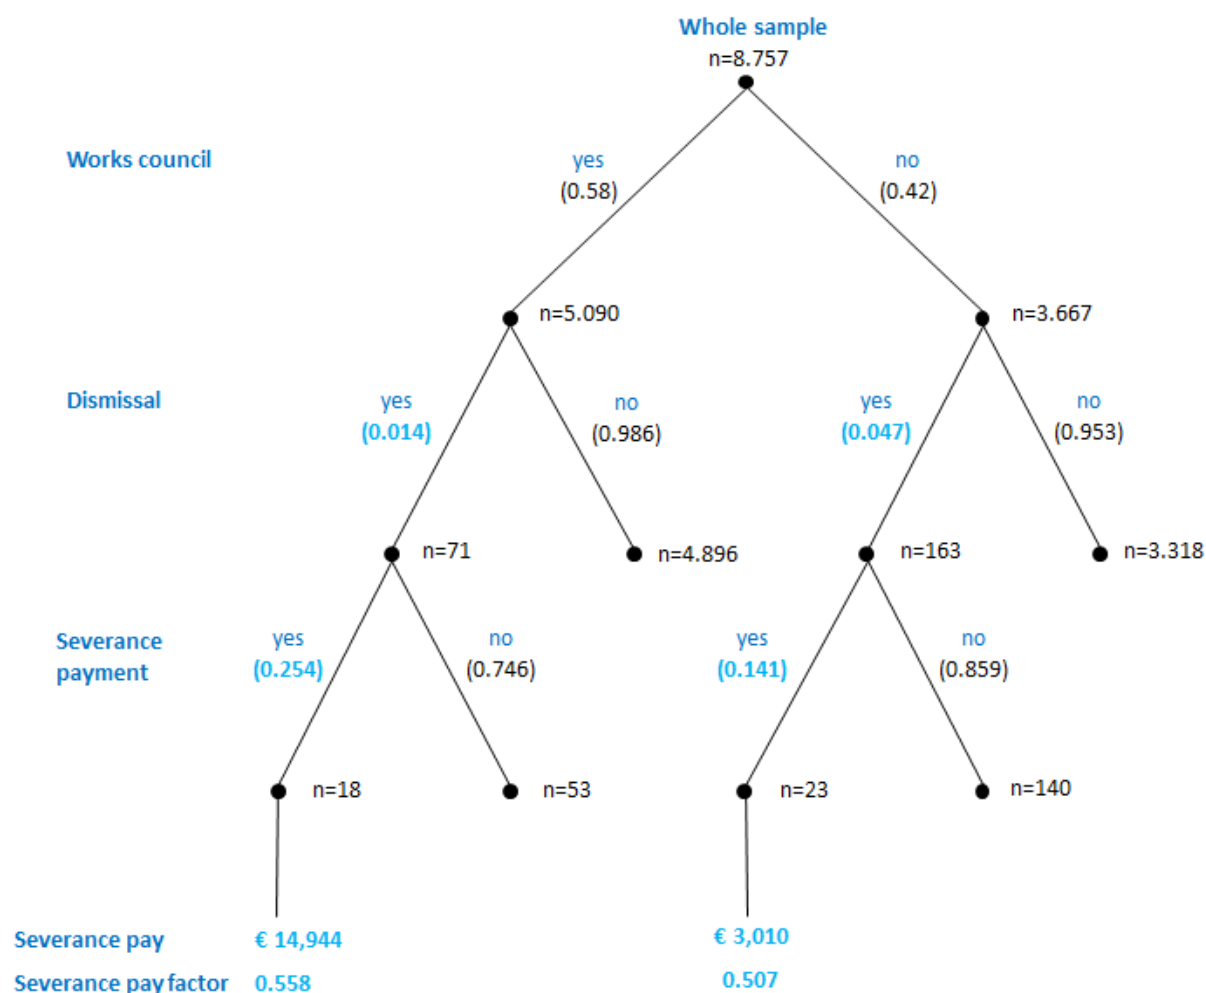 Whole sample
n=8.757
Works council
yes
(0.58)
no
(0.42)
n=5.090
n=3.667
Dismissal
yes
(0.014)
no
(0.986)
yes
(0.047)
no
(0.953)
n=71
n=4.896
n=163
n=3.318
Severance
payment
yes
(0.254)
no
(0.746)
yes
(0.141)
no
(0.859)
n=18
n=53
n=23
n=140
Severance pay € 14,944 € 3,010
Severance pay factor 0.558 0.507